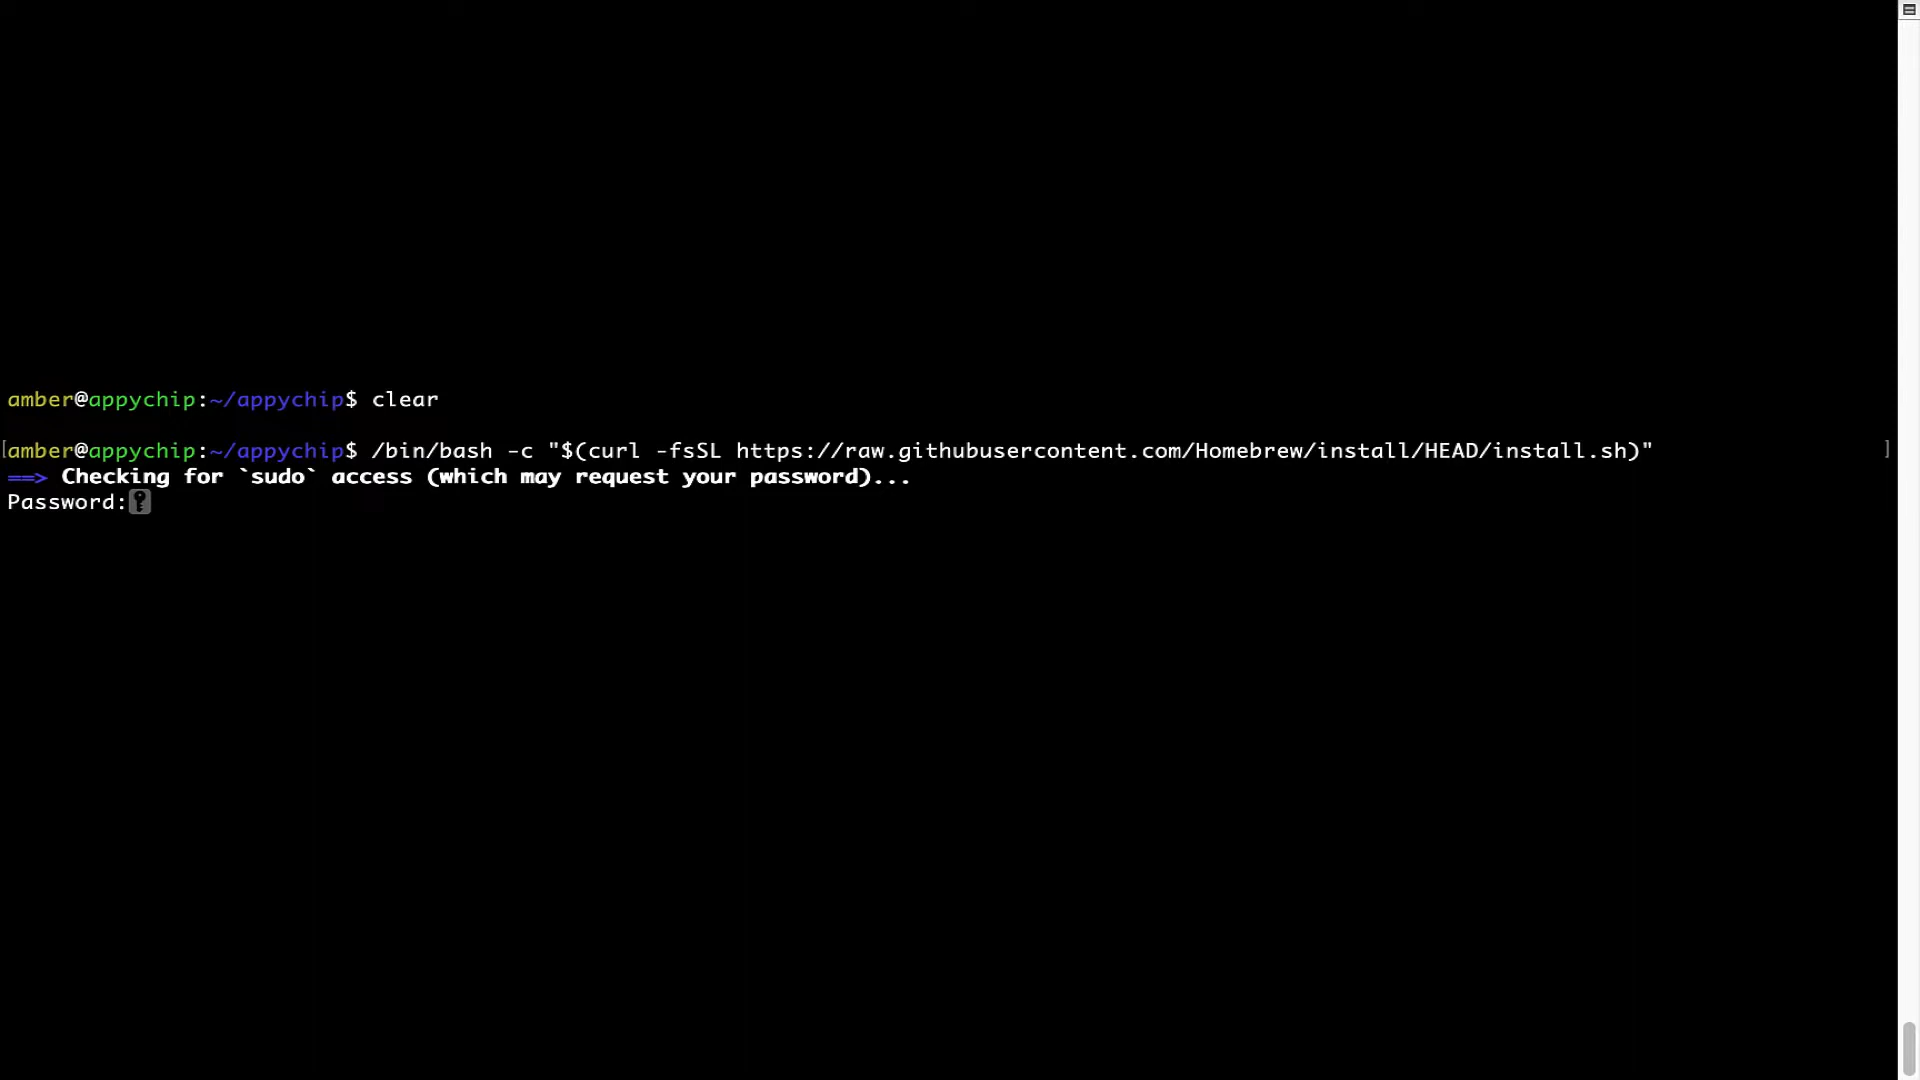 amber@appychip:~/appychip$ clear
[amber@appychip:~/appychip$ /bin/bash -c "$(curl -fsSL https://raw.githubusercontent.com/Homebrew/install/HEAD/install.sh)" ]
==> Checking for `sudo` access (which may request your password)...
Password: